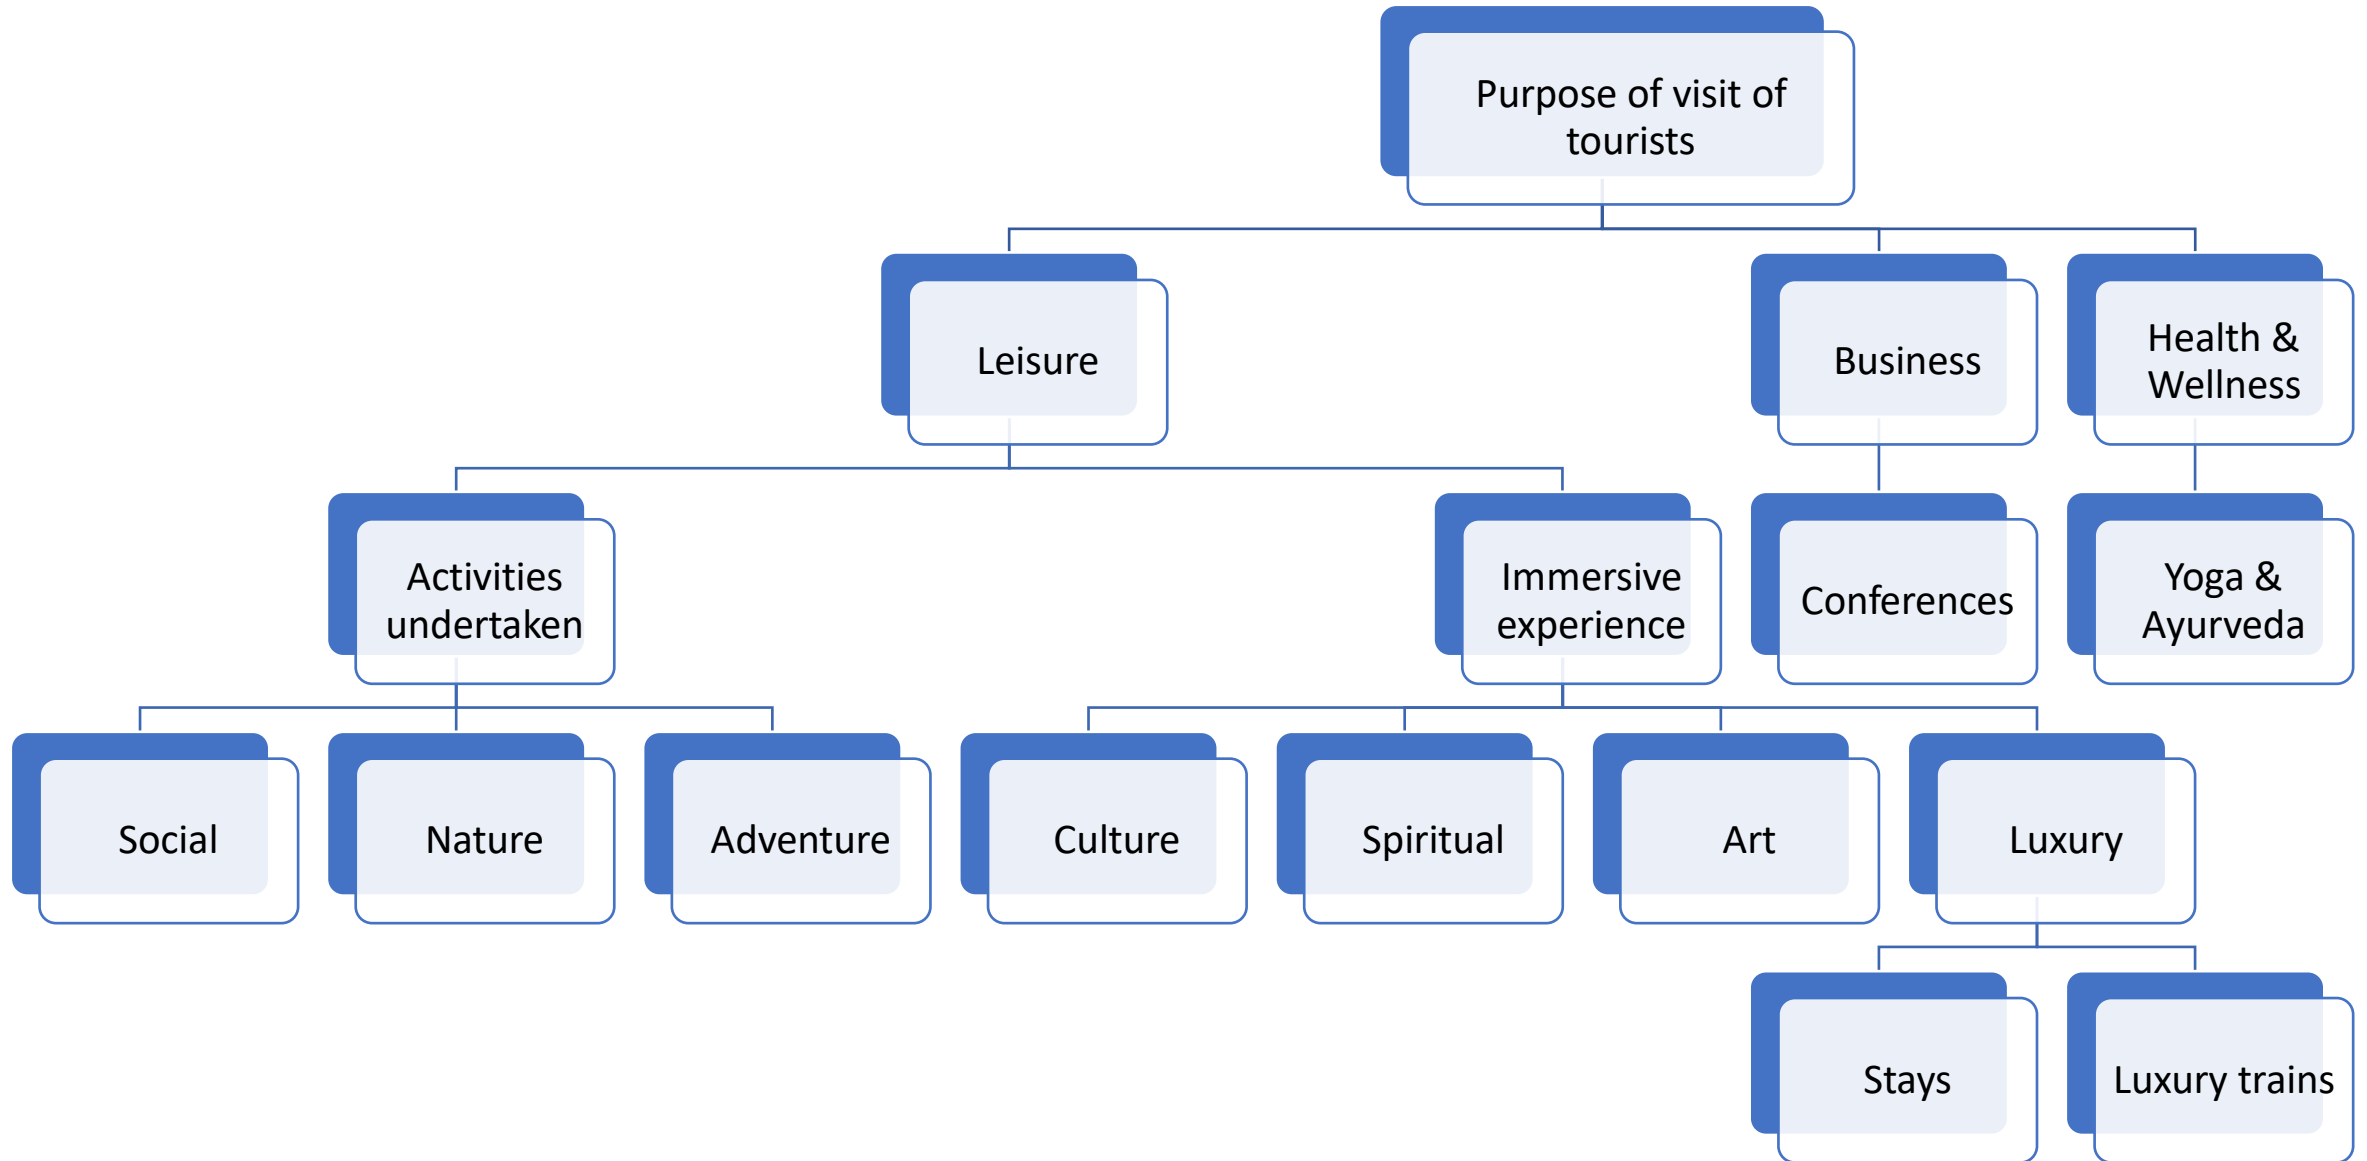 Purpose of visit of
tourists
Leisure
Business
Health &
Wellness
Activities
undertaken
Immersive
experience
Conferences
Yoga &
Ayurveda
Social
Nature
Adventure
Culture
Spiritual
Art
Luxury
Stays
Luxury trains